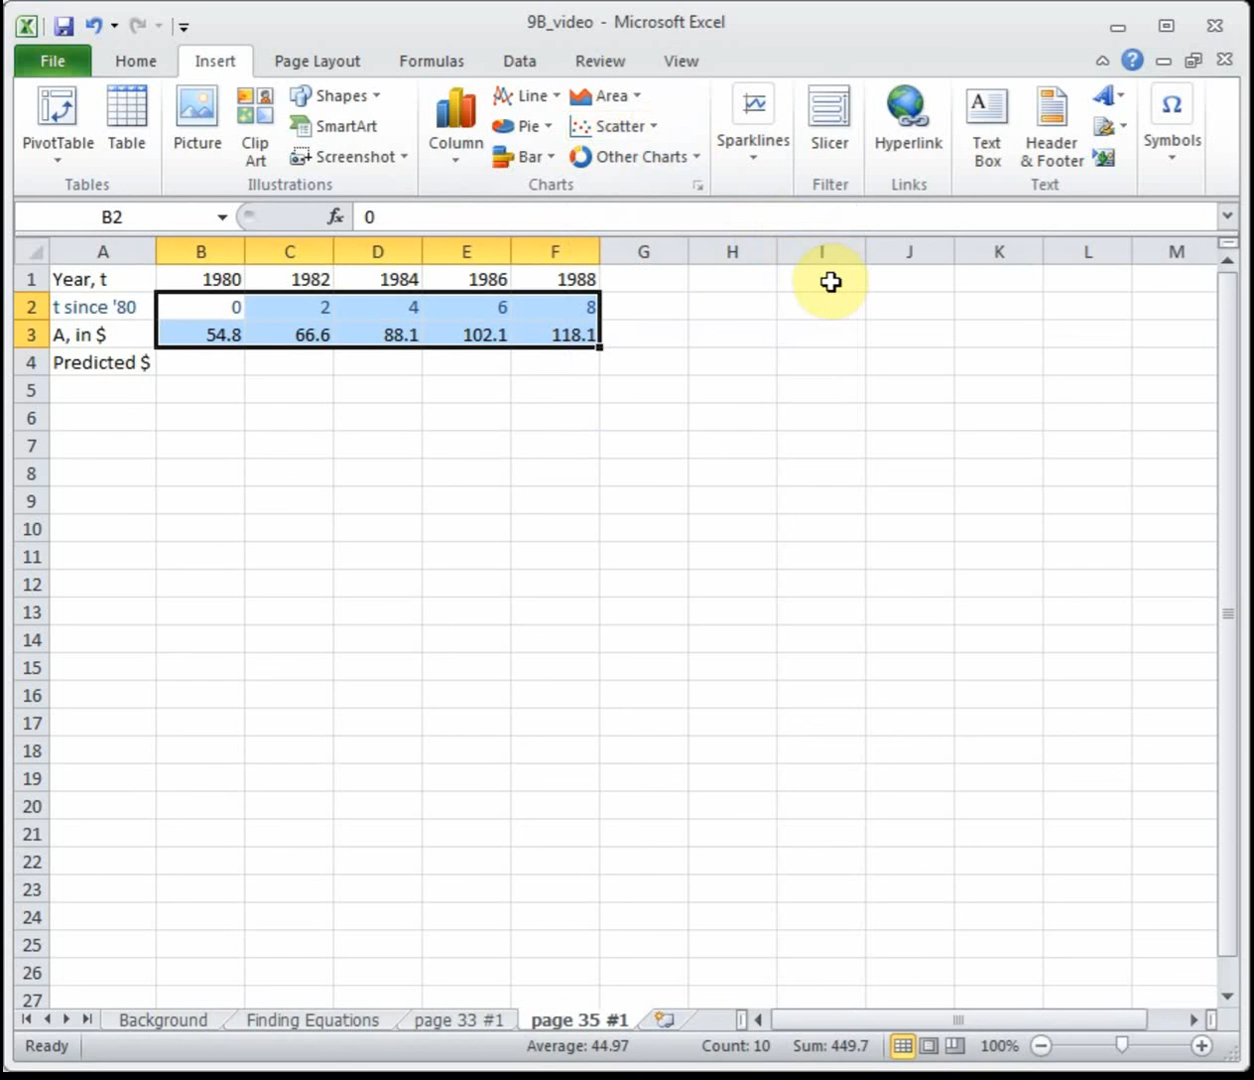 9B_video - Microsoft Excel
File Home Insert Page Layout Formulas Data Review View
PivotTable Table Picture Clip Art Shapes SmartArt Screenshot Column Line Pie Bar Area Scatter Other Charts Sparklines Slicer Hyperlink Text Box Header & Footer Symbols
Tables Illustrations Charts Filter Links Text
B2 fx 0
A B C D E F G H I J K L M
1 Year, t 1980 1982 1984 1986 1988
2 t since '80 0 2 4 6 8
3 A, in $ 54.8 66.6 88.1 102.1 118.1
4 Predicted $
5
6
7
8
9
10
11
12
13
14
15
16
17
18
19
20
21
22
23
24
25
26
27
Background Finding Equations page 33 #1 page 35 #1
Ready Average: 44.97 Count: 10 Sum: 449.7 100%